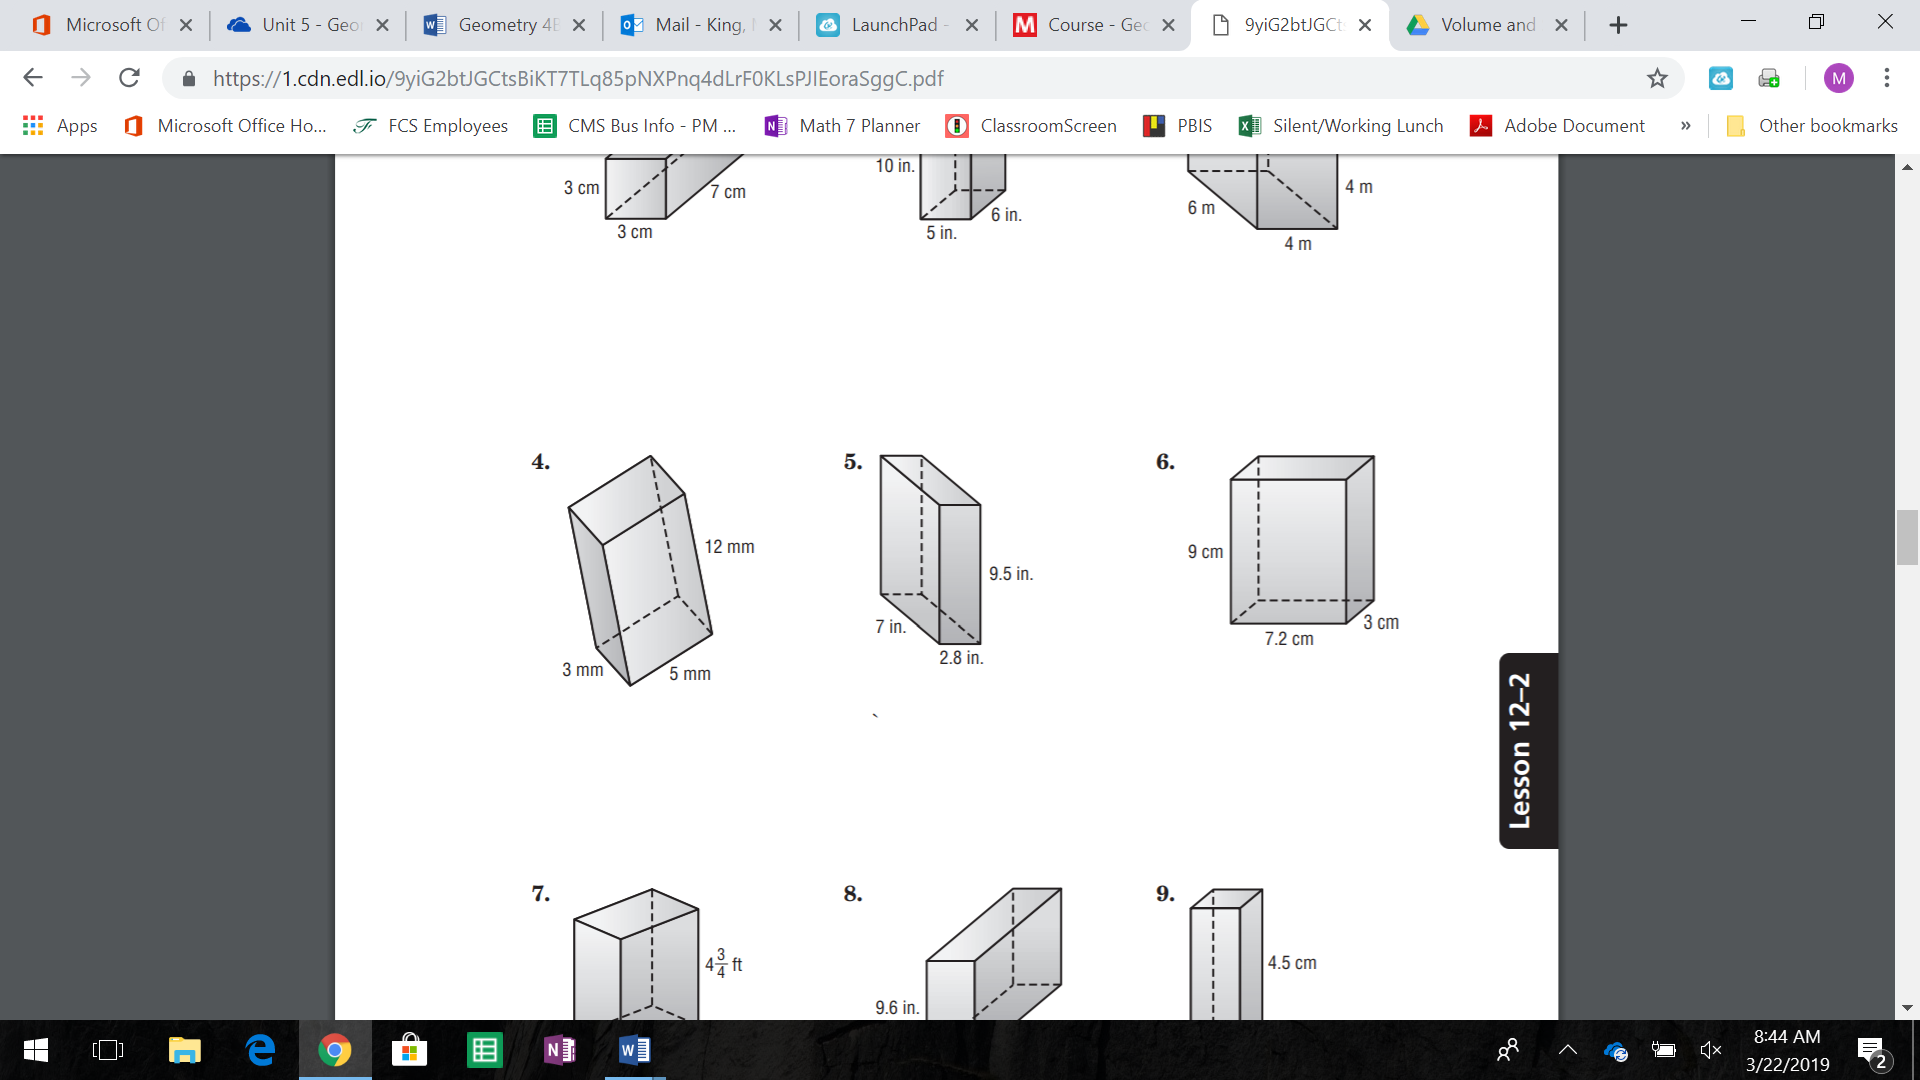 Microsoft Of
Unit 5 - Geor
Geometry 4E
Mail - King, M
LaunchPad -
Course - Geo
9yiG2btJGCts
Volume and
https://1.cdn.edl.io/9yiG2btJGCtsBiKT7TLq85pNXPnq4dLrF0KLsPJIEoraSggC.pdf
M
Apps
Microsoft Office Ho...
FCS Employees
CMS Bus Info - PM ...
Math 7 Planner
ClassroomScreen
PBIS
Silent/Working Lunch
Adobe Document
»
Other bookmarks
3 cm
7 cm
3 cm
10 in.
6 in.
5 in.
4 m
6 m
4 m
4.
12 mm
3 mm
5 mm
5.
9.5 in.
7 in.
2.8 in.
6.
9 cm
3 cm
7.2 cm
`
Lesson 12–2
7.
4 3/4 ft
8.
9.6 in.
9.
4.5 cm
8:44 AM
3/22/2019
2